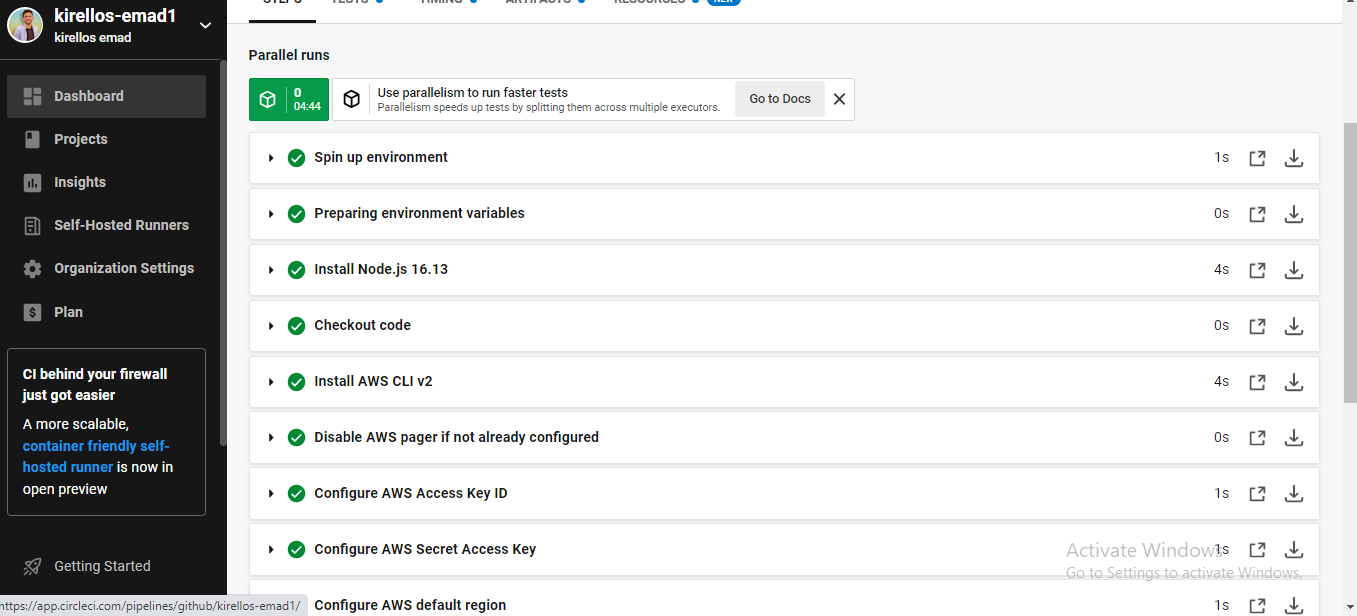 kirellos-emad1
kirellos emad
Dashboard
Projects
Insights
Self-Hosted Runners
Organization Settings
Plan
CI behind your firewall
just got easier
A more scalable,
container friendly self-
hosted runner is now in
open preview
Getting Started
https://app.circleci.com/pipelines/github/kirellos-emad1/
STEPS
TESTS
TIMING
ARTIFACTS
RESOURCES
NEW
Parallel runs
0
04:44
Use parallelism to run faster tests
Parallelism speeds up tests by splitting them across multiple executors.
Go to Docs
Spin up environment 1s
Preparing environment variables 0s
Install Node.js 16.13 4s
Checkout code 0s
Install AWS CLI v2 4s
Disable AWS pager if not already configured 0s
Configure AWS Access Key ID 1s
Configure AWS Secret Access Key 1s
Configure AWS default region 1s
Activate Windows
Go to Settings to activate Windows.